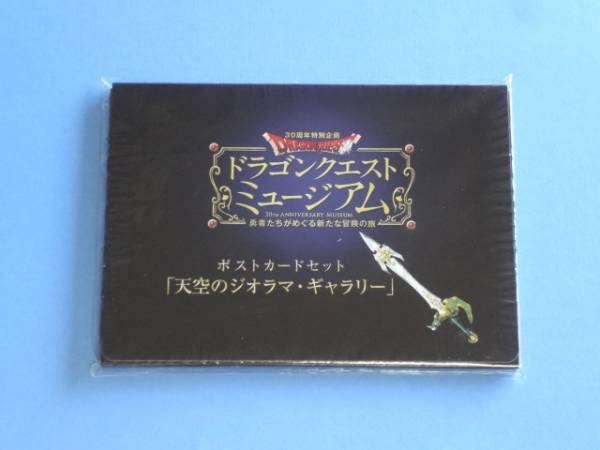 30周年特別企画
DRAGON QUEST
ドラゴンクエスト
ミュージアム
30TH ANNIVERSARY MUSEUM
勇者たちがめぐる新たな冒険の旅
ポストカードセット
「天空のジオラマ・ギャラリー」